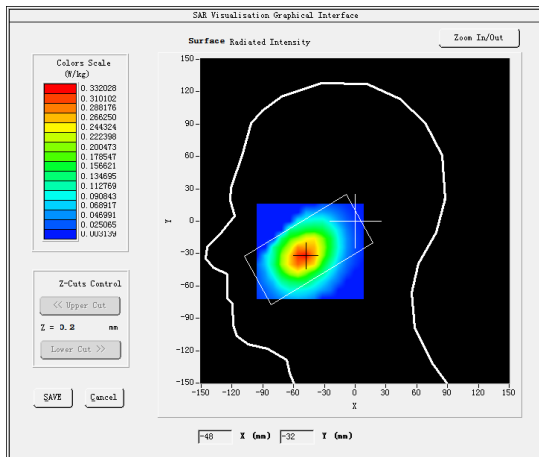 SAR Visualisation Graphical Interface
Surface Radiated Intensity
Zoom In/Out
Colors Scale
(W/kg)
0.332028
0.310102
0.288176
0.266250
0.244324
0.222398
0.200473
0.178547
0.156621
0.134695
0.112769
0.090843
0.068917
0.046991
0.025065
0.003139
150
120
90
60
30
0
-30
-60
-90
-120
-150
Y
-150 -120 -90 -60 -30 0 30 60 90 120 150
X
Z-Cuts Control
<< Upper Cut
Z = 0.2 mm
Lower Cut >>
SAVE Cancel
-48 X (mm) -32 Y (mm)